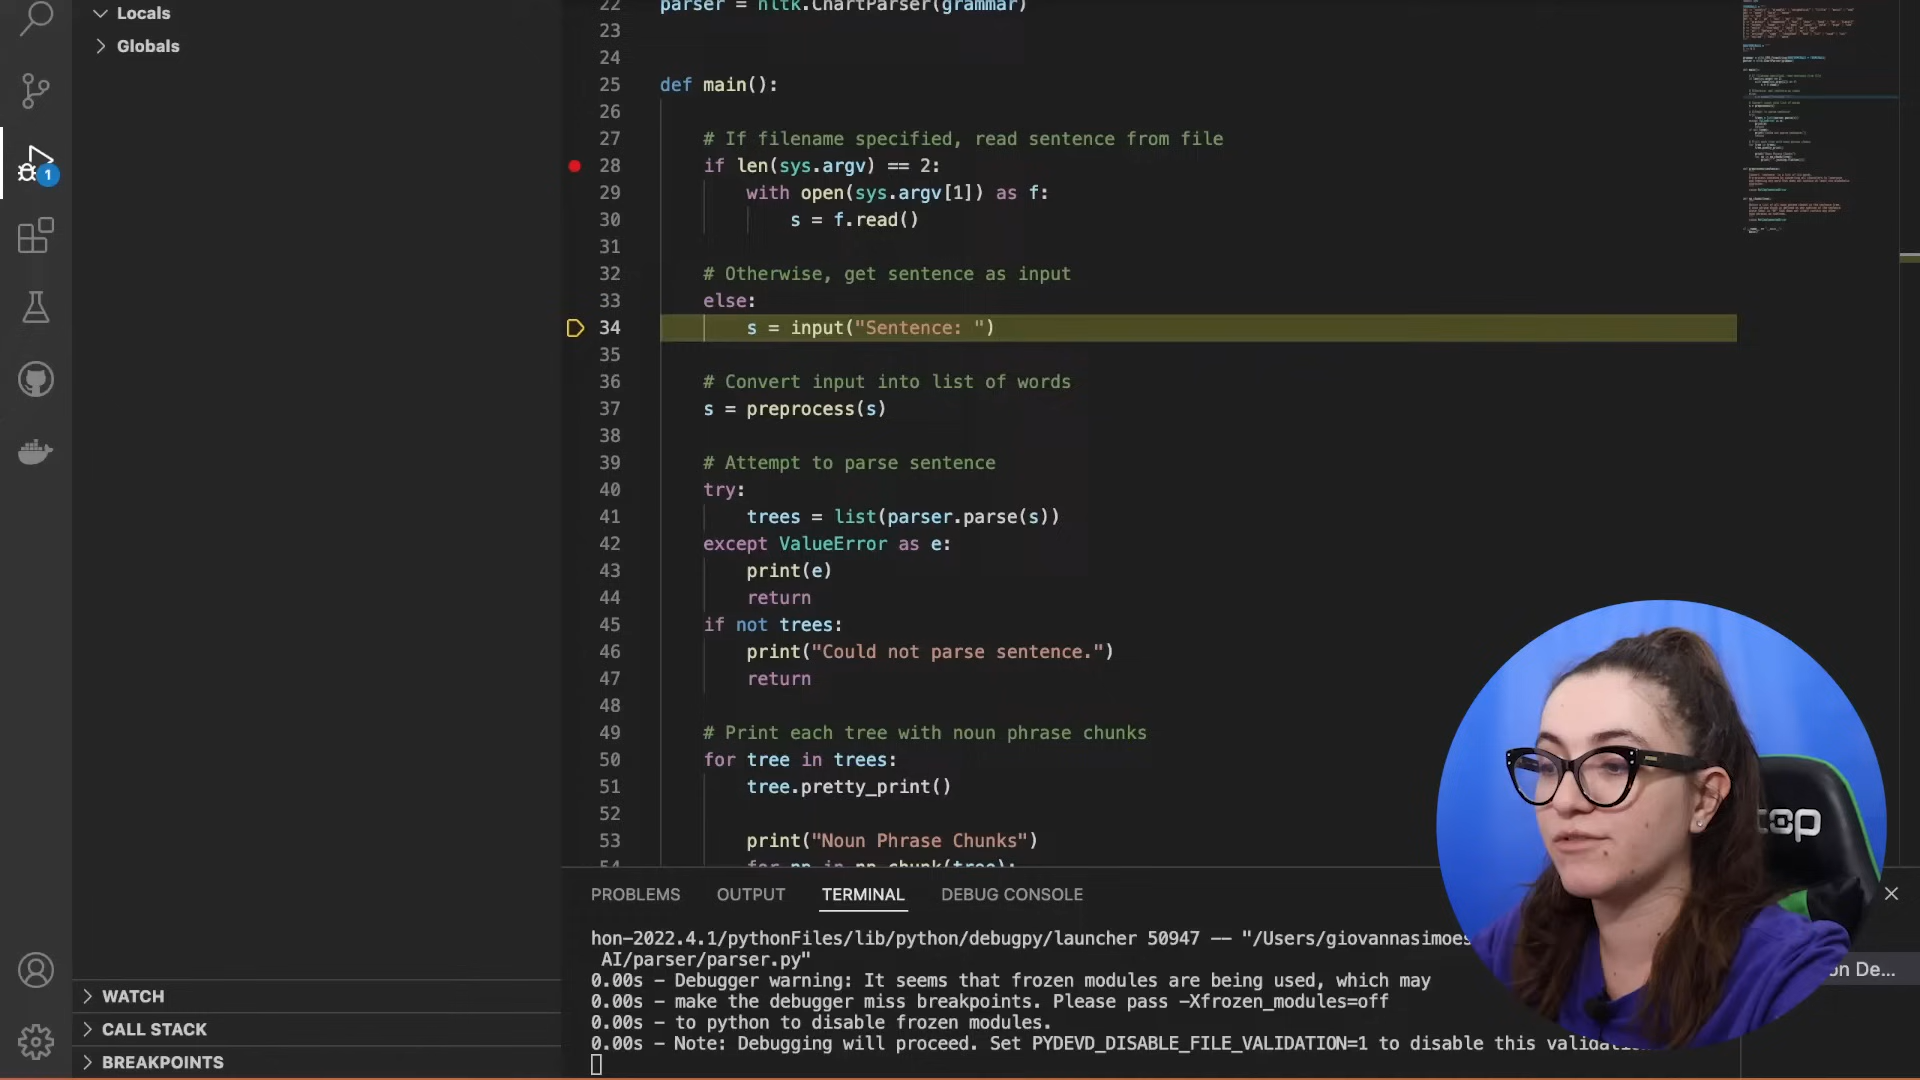 Locals
Globals
1
22 parser = nltk.ChartParser(grammar)
23
24
25 def main():
26
27 # If filename specified, read sentence from file
28 if len(sys.argv) == 2:
29 with open(sys.argv[1]) as f:
30 s = f.read()
31
32 # Otherwise, get sentence as input
33 else:
34 s = input("Sentence: ")
35
36 # Convert input into list of words
37 s = preprocess(s)
38
39 # Attempt to parse sentence
40 try:
41 trees = list(parser.parse(s))
42 except ValueError as e:
43 print(e)
44 return
45 if not trees:
46 print("Could not parse sentence.")
47 return
48
49 # Print each tree with noun phrase chunks
50 for tree in trees:
51 tree.pretty_print()
52
53 print("Noun Phrase Chunks")
54 for np in np_chunk(tree):
PROBLEMS OUTPUT TERMINAL DEBUG CONSOLE
hon-2022.4.1/pythonFiles/lib/python/debugpy/launcher 50947 -- "/Users/giovannasimoes
AI/parser/parser.py"
0.00s - Debugger warning: It seems that frozen modules are being used, which may
0.00s - make the debugger miss breakpoints. Please pass -Xfrozen_modules=off
0.00s - to python to disable frozen modules.
0.00s - Note: Debugging will proceed. Set PYDEVD_DISABLE_FILE_VALIDATION=1 to disable this
on De...
WATCH
CALL STACK
BREAKPOINTS